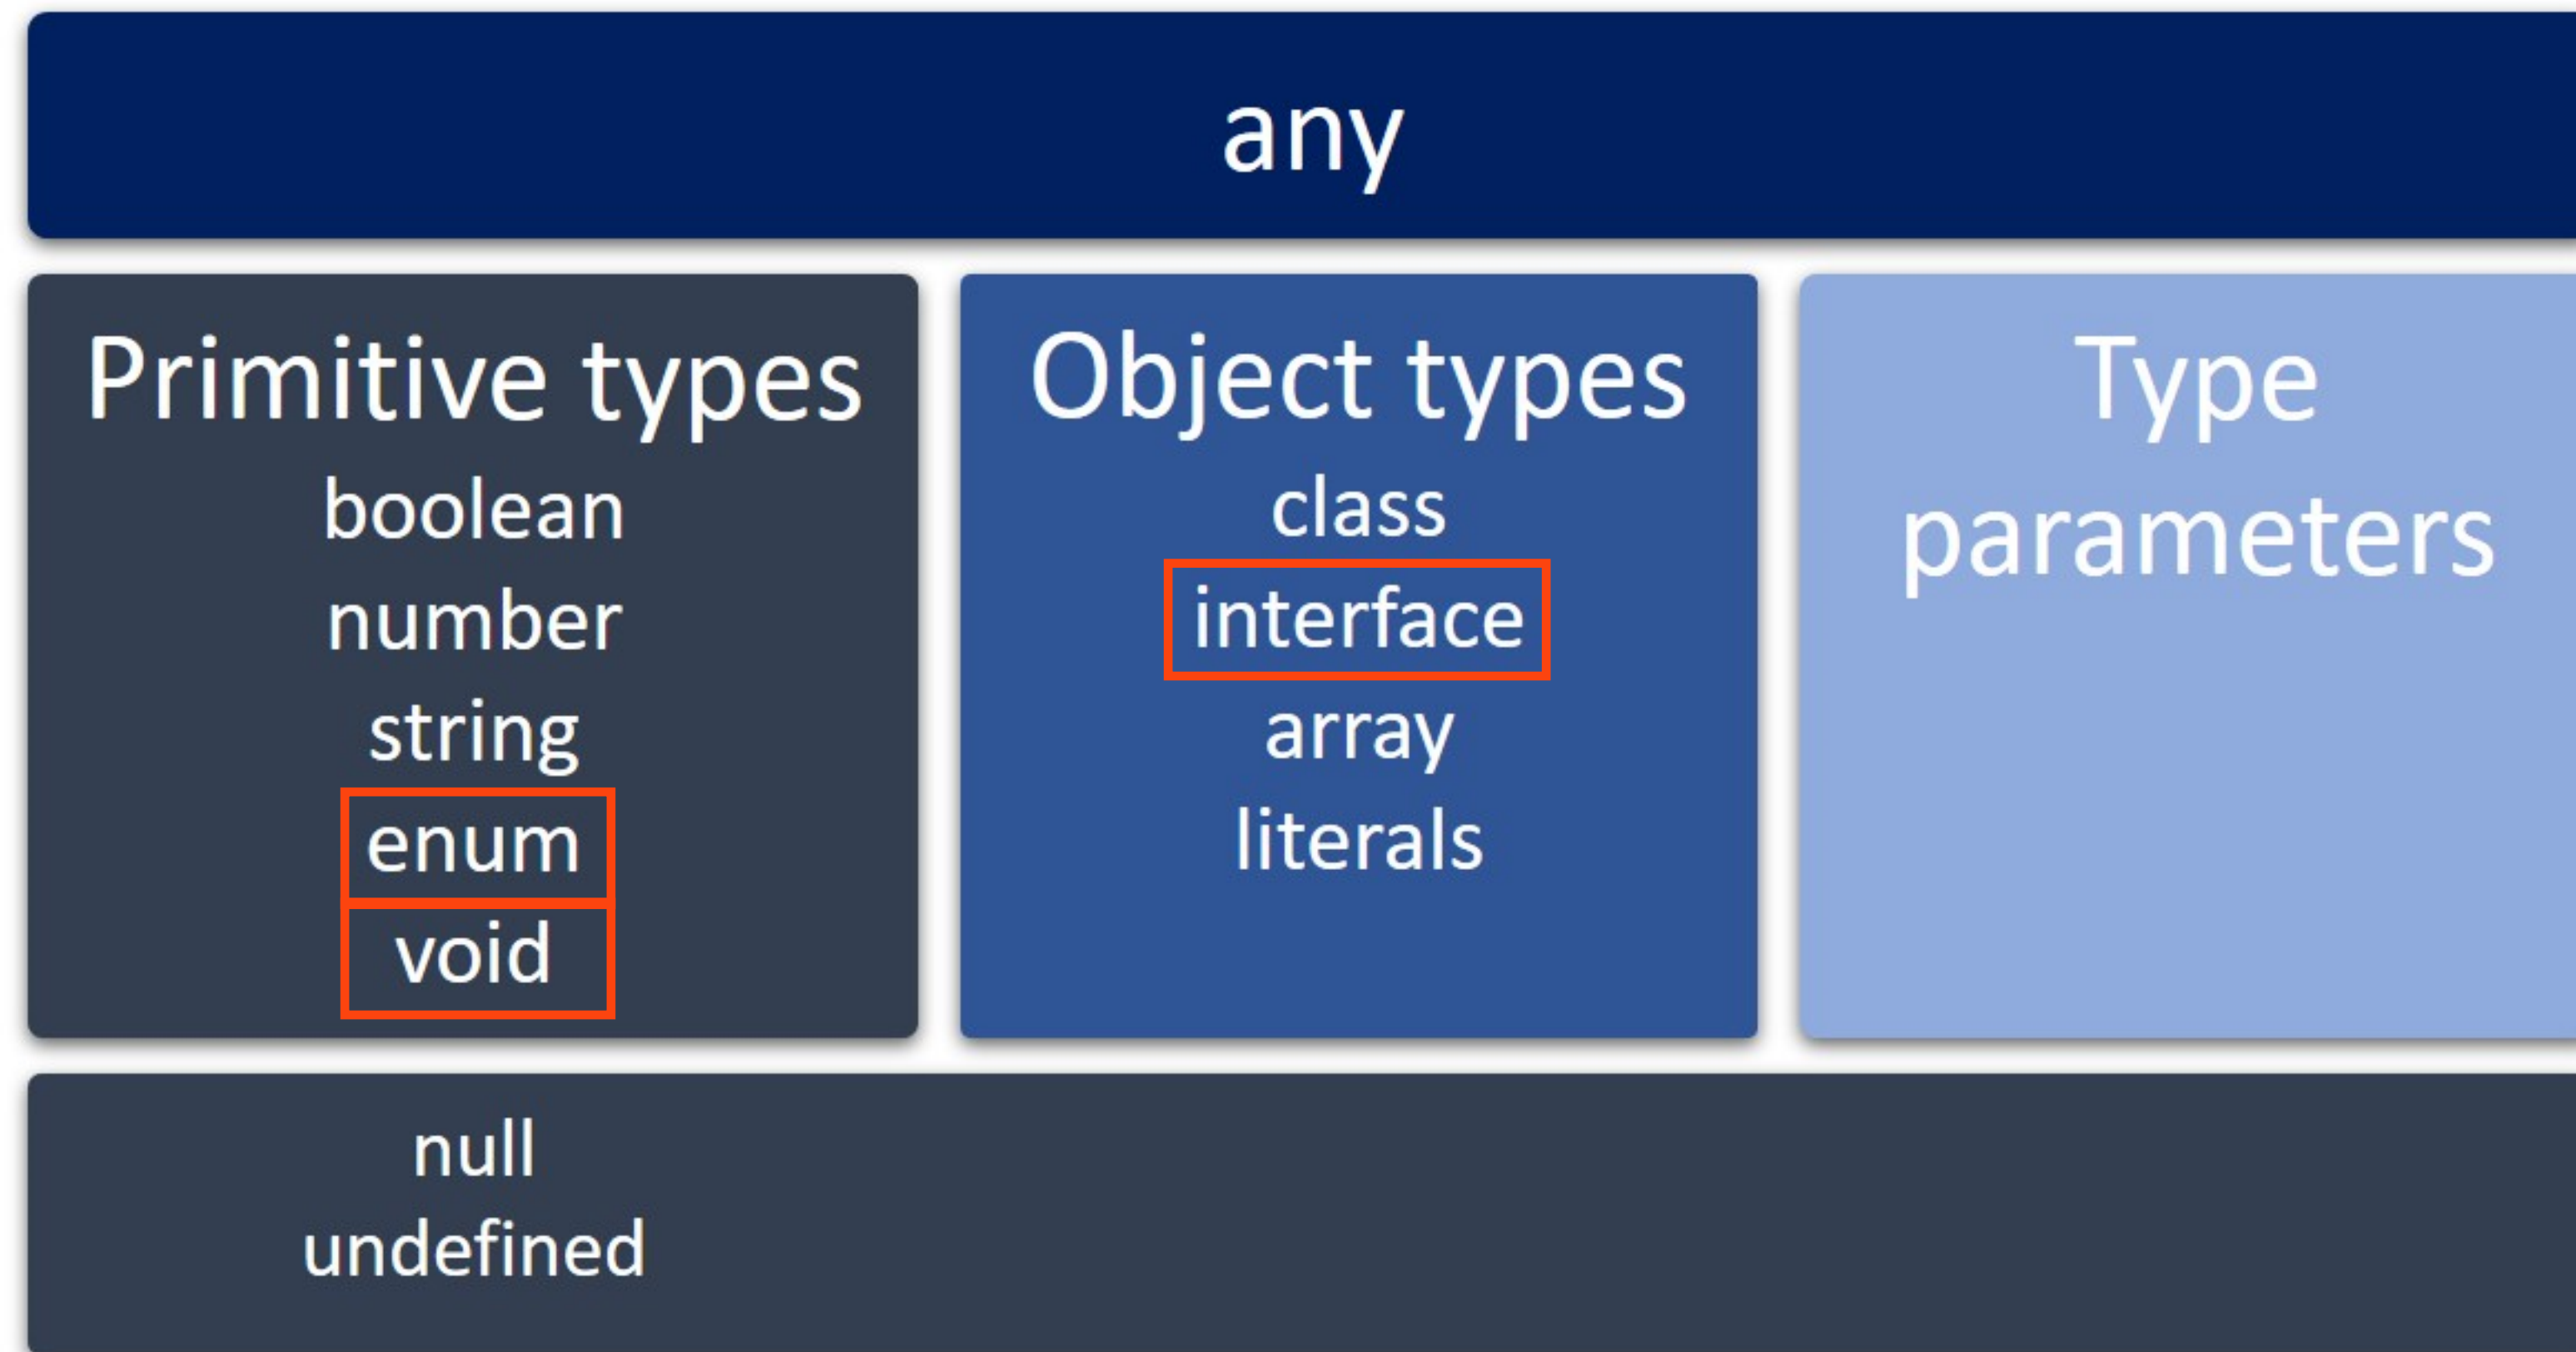 any
Primitive types
boolean
number
string
enum
void
Object types
class
interface
array
literals
Type
parameters
null
undefined